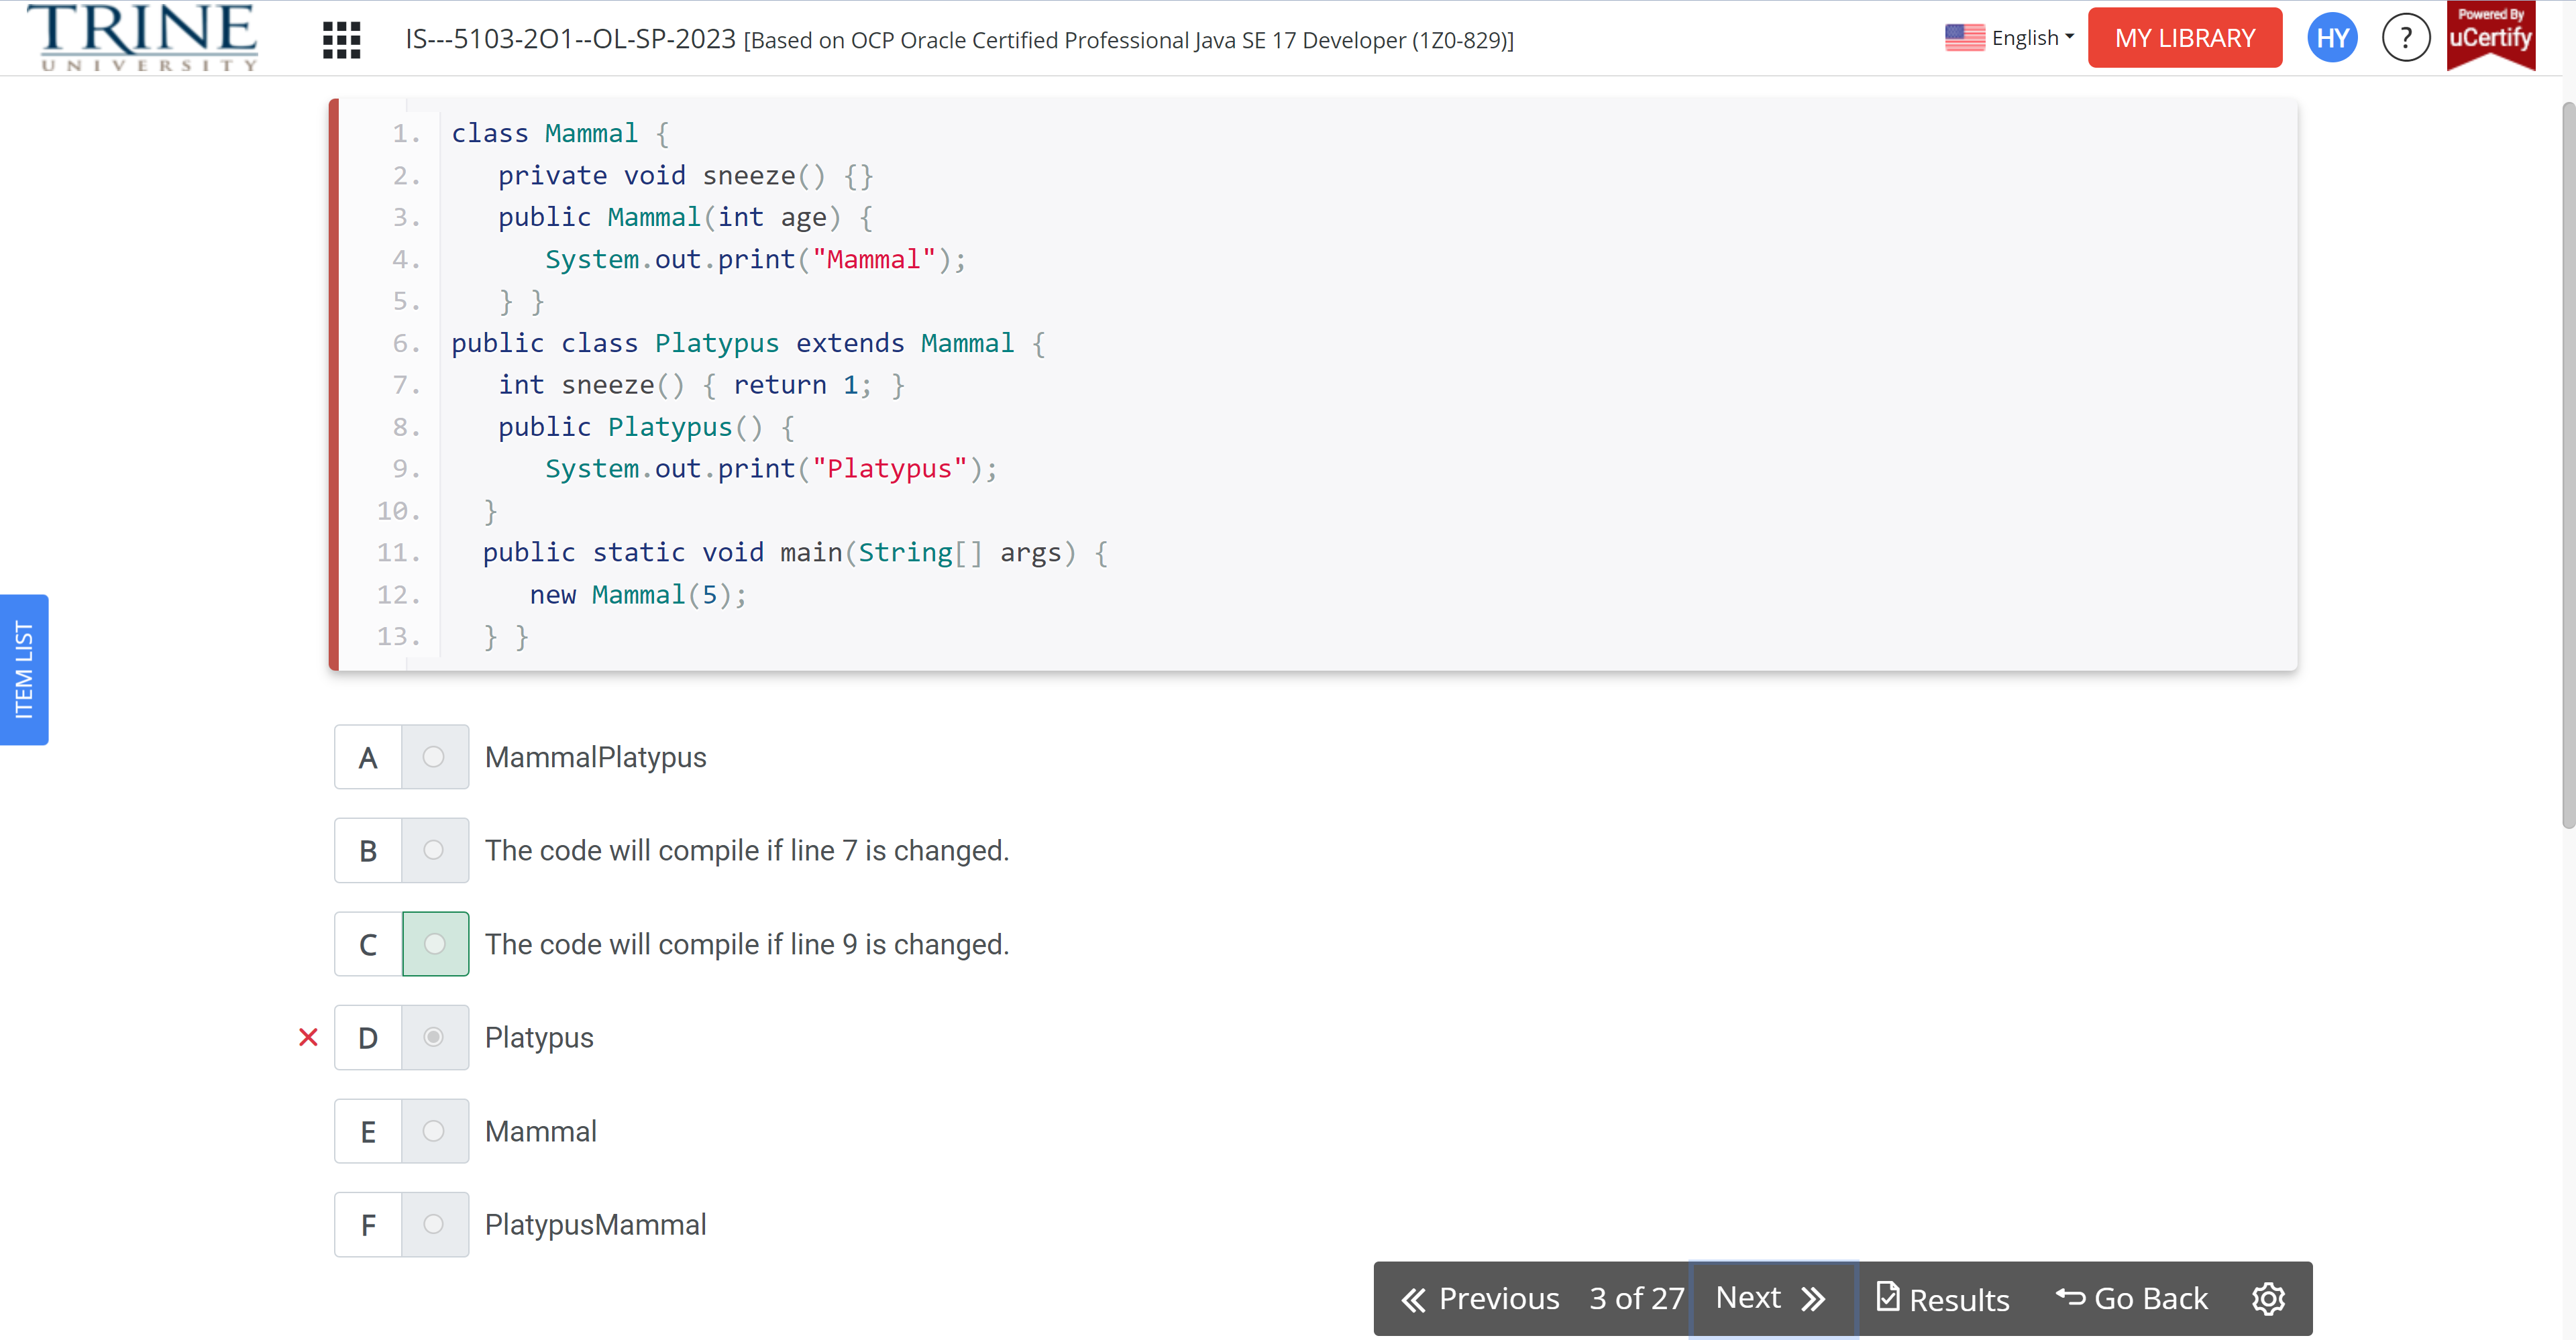 TRINE
UNIVERSITY
IS---5103-2O1--OL-SP-2023 [Based on OCP Oracle Certified Professional Java SE 17 Developer (1Z0-829)]
English
MY LIBRARY
HY
?
Powered By
uCertify
1. class Mammal {
2. private void sneeze() {}
3. public Mammal(int age) {
4. System.out.print("Mammal");
5. } }
6. public class Platypus extends Mammal {
7. int sneeze() { return 1; }
8. public Platypus() {
9. System.out.print("Platypus");
10. }
11. public static void main(String[] args) {
12. new Mammal(5);
13. } }
ITEM LIST
A MammalPlatypus
B The code will compile if line 7 is changed.
C The code will compile if line 9 is changed.
D Platypus
E Mammal
F PlatypusMammal
Previous 3 of 27 Next Results Go Back